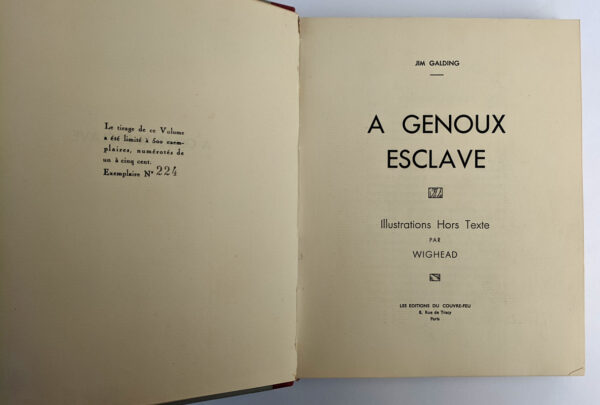 Le tirage de ce Volume
a été limité à 500 exem-
plaires, numérotés de
un à cinq cent.
Exemplaire N° 224
JIM GALDING
A GENOUX
ESCLAVE
Illustrations Hors Texte
PAR
WIGHEAD
LES EDITIONS DU COUVRE-FEU
8, Rue de Tracy
Paris